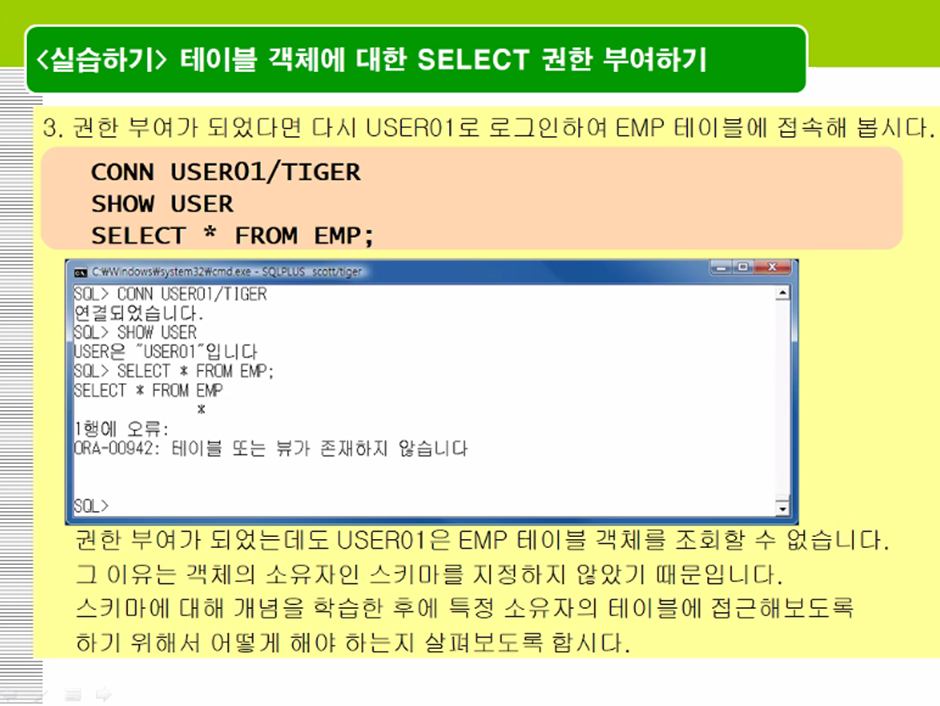 <실습하기> 테이블 객체에 대한 SELECT 권한 부여하기
3. 권한 부여가 되었다면 다시 USER01로 로그인하여 EMP 테이블에 접속해 봅시다.
CONN USER01/TIGER
SHOW USER
SELECT * FROM EMP;
C:₩Windows₩system32₩cmd.exe - SQLPLUS scott/tiger
SQL> CONN USER01/TIGER
연결되었습니다.
SQL> SHOW USER
USER은 "USER01"입니다
SQL> SELECT * FROM EMP;
SELECT * FROM EMP
*
1행에 오류:
ORA-00942: 테이블 또는 뷰가 존재하지 않습니다
SQL>
권한 부여가 되었는데도 USER01은 EMP 테이블 객체를 조회할 수 없습니다.
그 이유는 객체의 소유자인 스키마를 지정하지 않았기 때문입니다.
스키마에 대해 개념을 학습한 후에 특정 소유자의 테이블에 접근해보도록
하기 위해서 어떻게 해야 하는지 살펴보도록 합시다.